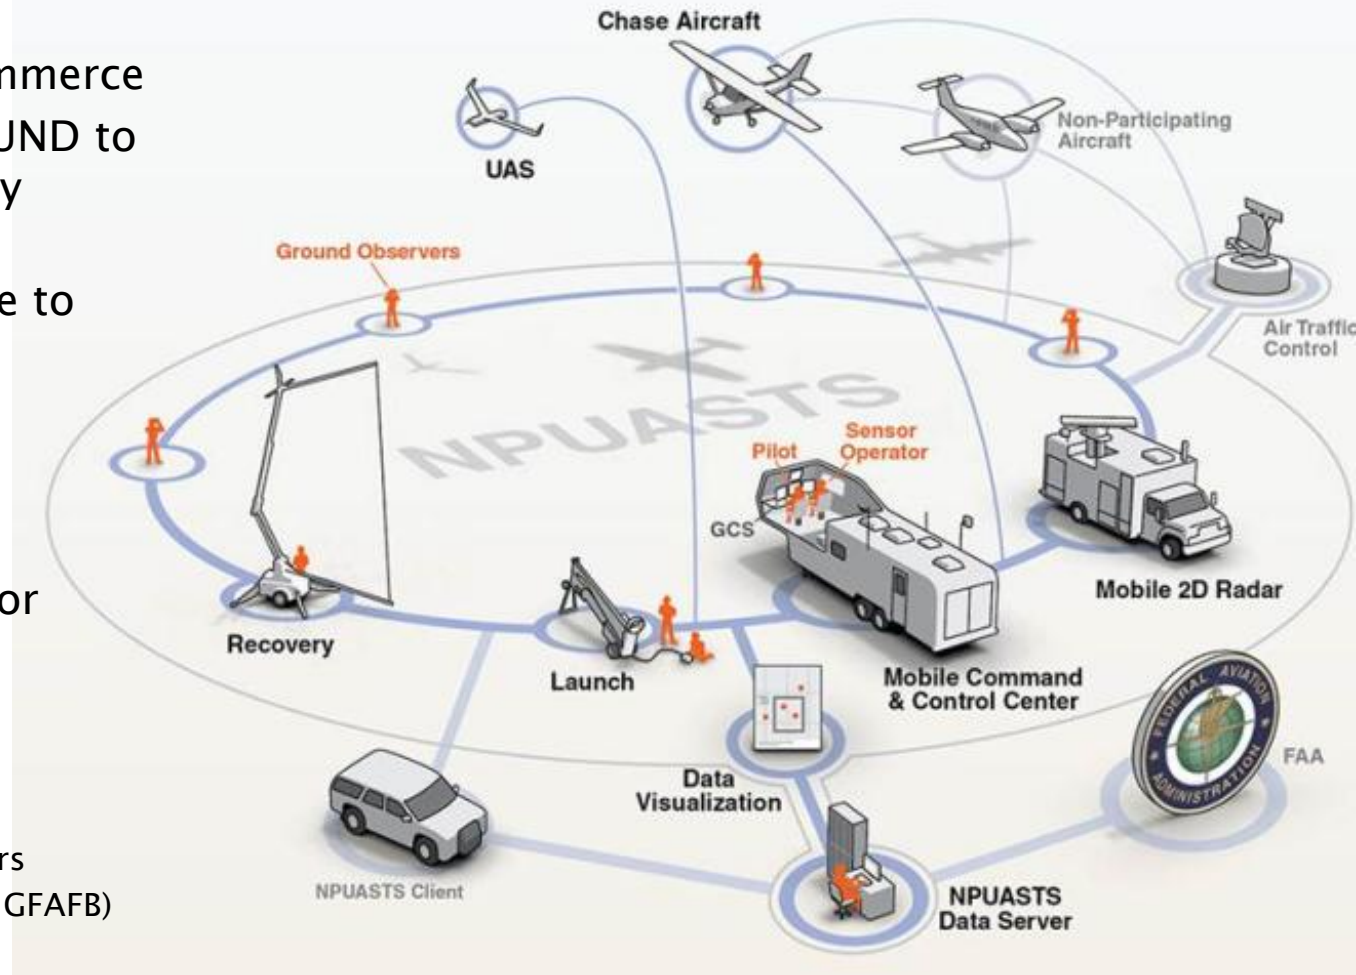 mmerce
UND to
y
e to
or
rs
GFAFB)
Chase Aircraft
UAS
Non-Participating
Aircraft
Ground Observers
Air Traffic
Control
NPUASTS
Pilot
Sensor
Operator
GCS
Mobile 2D Radar
Recovery
Launch
Mobile Command
& Control Center
FEDERAL AVIATION
ADMINISTRATION
FAA
Data
Visualization
NPUASTS Client
NPUASTS
Data Server